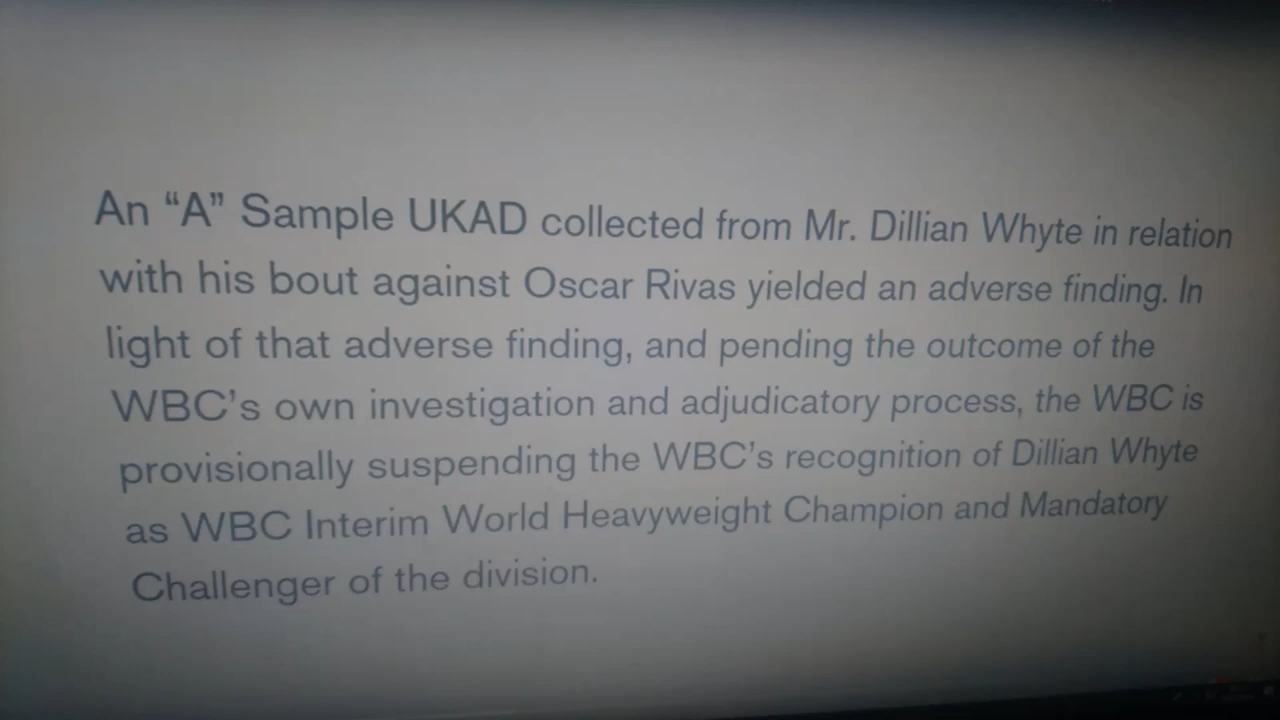 An “A” Sample UKAD collected from Mr. Dillian Whyte in relation
with his bout against Oscar Rivas yielded an adverse finding. In
light of that adverse finding, and pending the outcome of the
WBC’s own investigation and adjudicatory process, the WBC is
provisionally suspending the WBC’s recognition of Dillian Whyte
as WBC Interim World Heavyweight Champion and Mandatory
Challenger of the division.